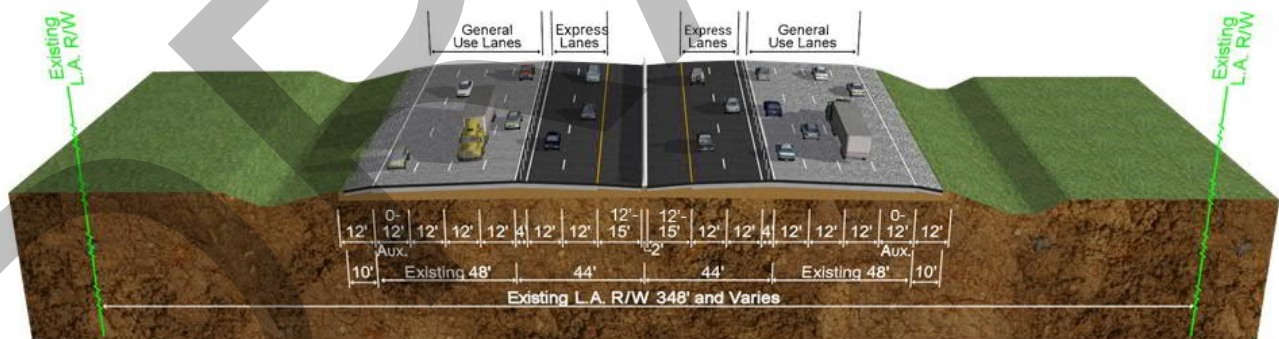 General
Use Lanes
Express
Lanes
Express
Lanes
General
Use Lanes
Existing
L.A. R/W
Existing
L.A. R/W
0- 12'- 12'- 0-
12' 12' 12' 12' 12' 4' 12' 12' 15' 15' 12' 12' 4' 12' 12' 12' 12' 12'
Aux. 2' Aux.
10' Existing 48' 44' 44' Existing 48' 10'
Existing L.A. R/W 348' and Varies